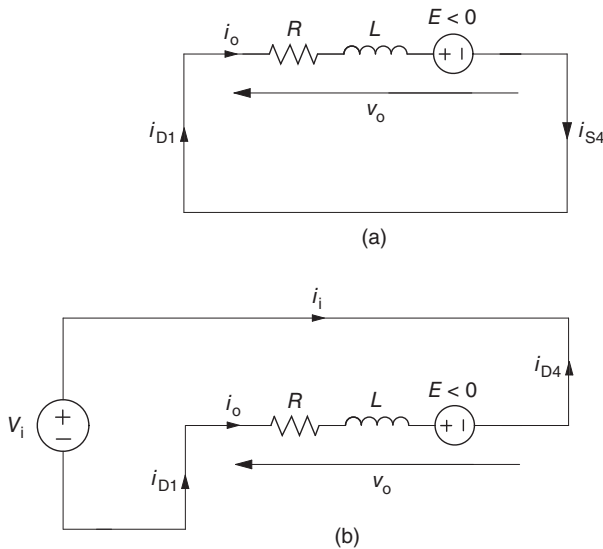 i_o R L E < 0
+ −
v_o
i_D1 i_S4
(a)
i_i
i_D4
i_o R L E < 0
V_i + − + −
i_D1 v_o
(b)